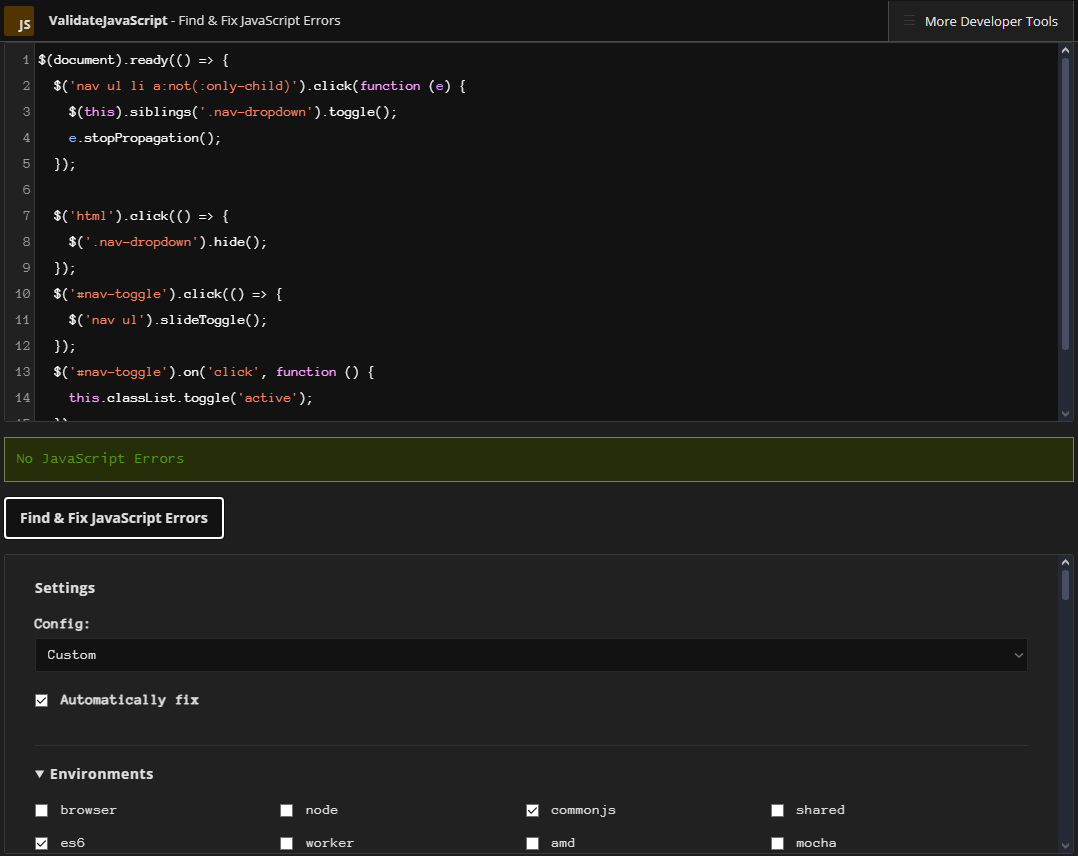 JS ValidateJavaScript - Find & Fix JavaScript Errors More Developer Tools
1 $(document).ready(() => {
2 $('nav ul li a:not(:only-child)').click(function (e) {
3 $(this).siblings('.nav-dropdown').toggle();
4 e.stopPropagation();
5 });
6
7 $('html').click(() => {
8 $('.nav-dropdown').hide();
9 });
10 $('#nav-toggle').click(() => {
11 $('nav ul').slideToggle();
12 });
13 $('#nav-toggle').on('click', function () {
14 this.classList.toggle('active');
No JavaScript Errors
Find & Fix JavaScript Errors
Settings
Config:
Custom
Automatically fix
▼ Environments
browser node commonjs shared
es6 worker amd mocha